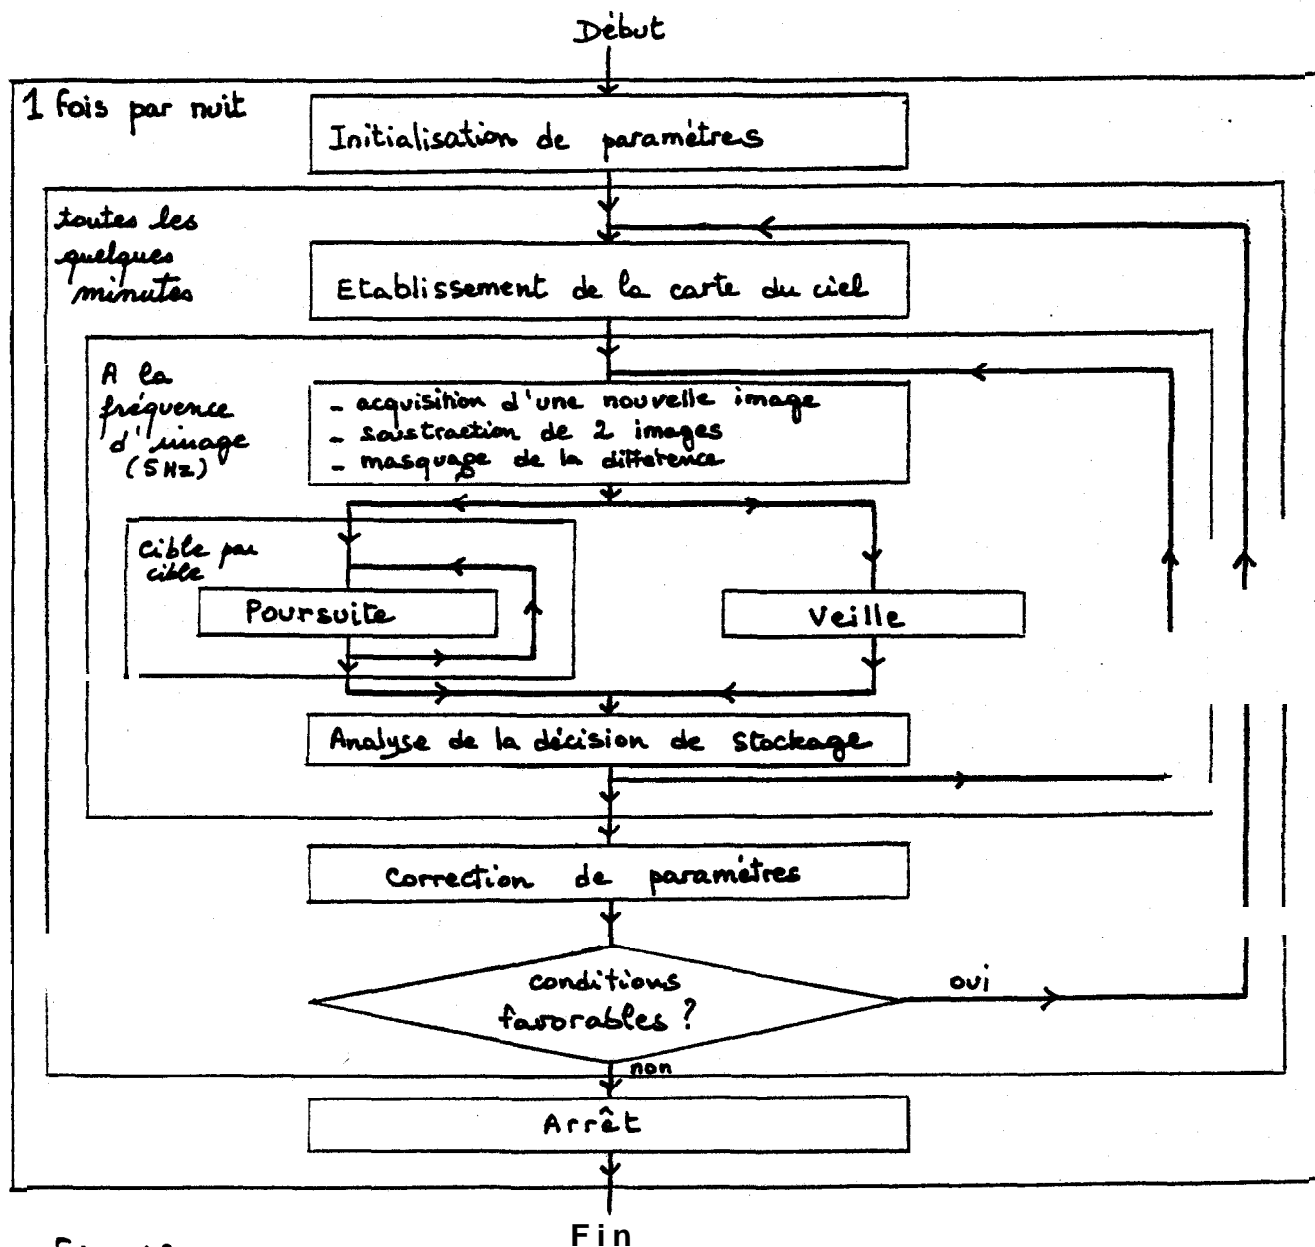 Début
1 fois par nuit
Initialisation de paramètres
toutes les
quelques
minutes
Etablissement de la carte du ciel
A la
fréquence
d'image
(5Hz)
- acquisition d'une nouvelle image
- soustraction de 2 images
- masquage de la différence
cible par
cible
Poursuite
Veille
Analyse de la décision de stockage
Correction de paramètres
conditions
favorables ?
oui
non
Arrêt
Fin